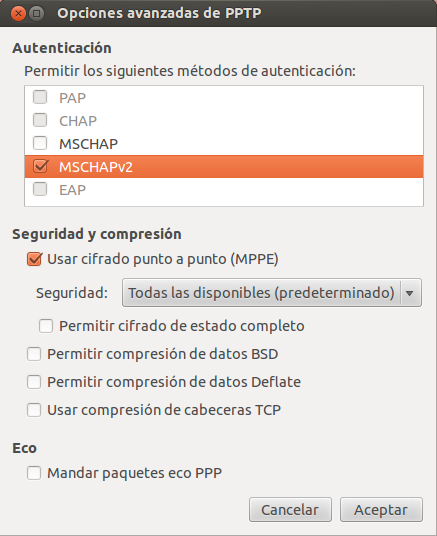 Opciones avanzadas de PPTP
Autenticación
Permitir los siguientes métodos de autenticación:
PAP
CHAP
MSCHAP
MSCHAPv2
EAP
Seguridad y compresión
Usar cifrado punto a punto (MPPE)
Seguridad: Todas las disponibles (predeterminado)
Permitir cifrado de estado completo
Permitir compresión de datos BSD
Permitir compresión de datos Deflate
Usar compresión de cabeceras TCP
Eco
Mandar paquetes eco PPP
Cancelar Aceptar